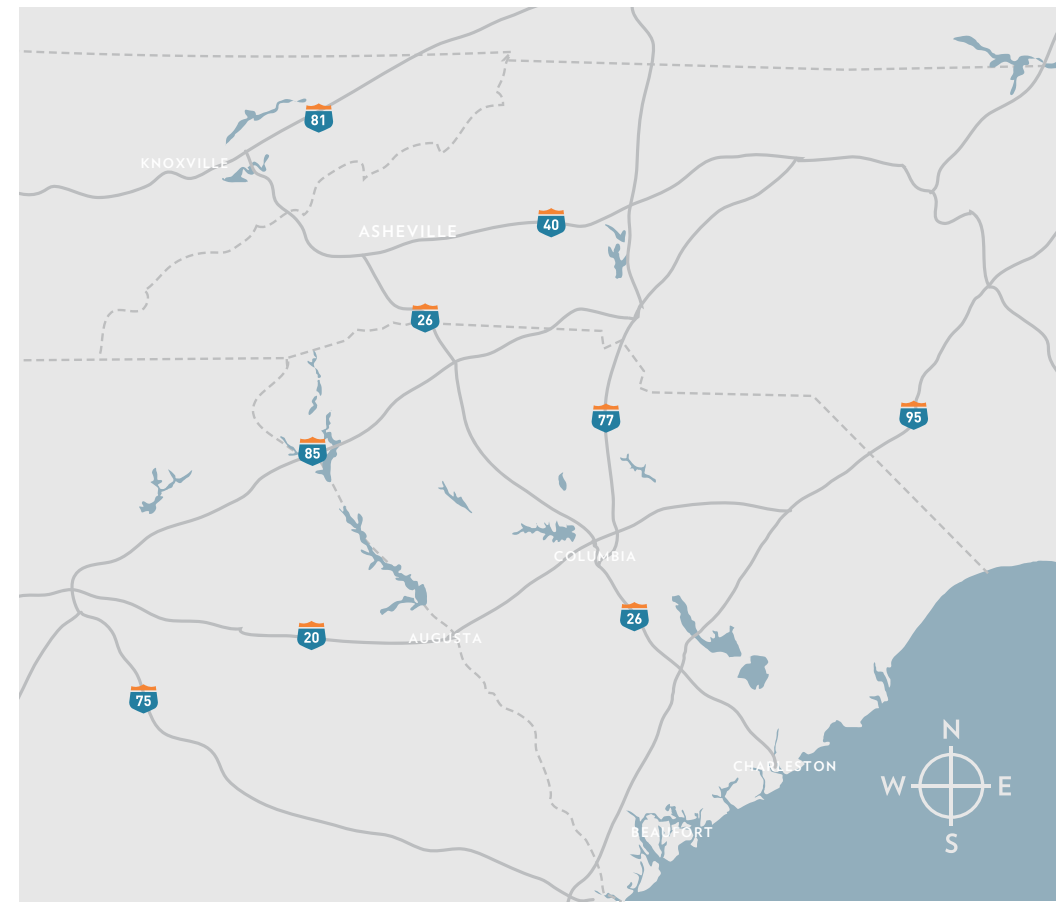 81
KNOXVILLE
40
ASHEVILLE
26
77
95
85
COLUMBIA
26
20
AUGUSTA
75
N
CHARLESTON
W E
BEAUFORT
S